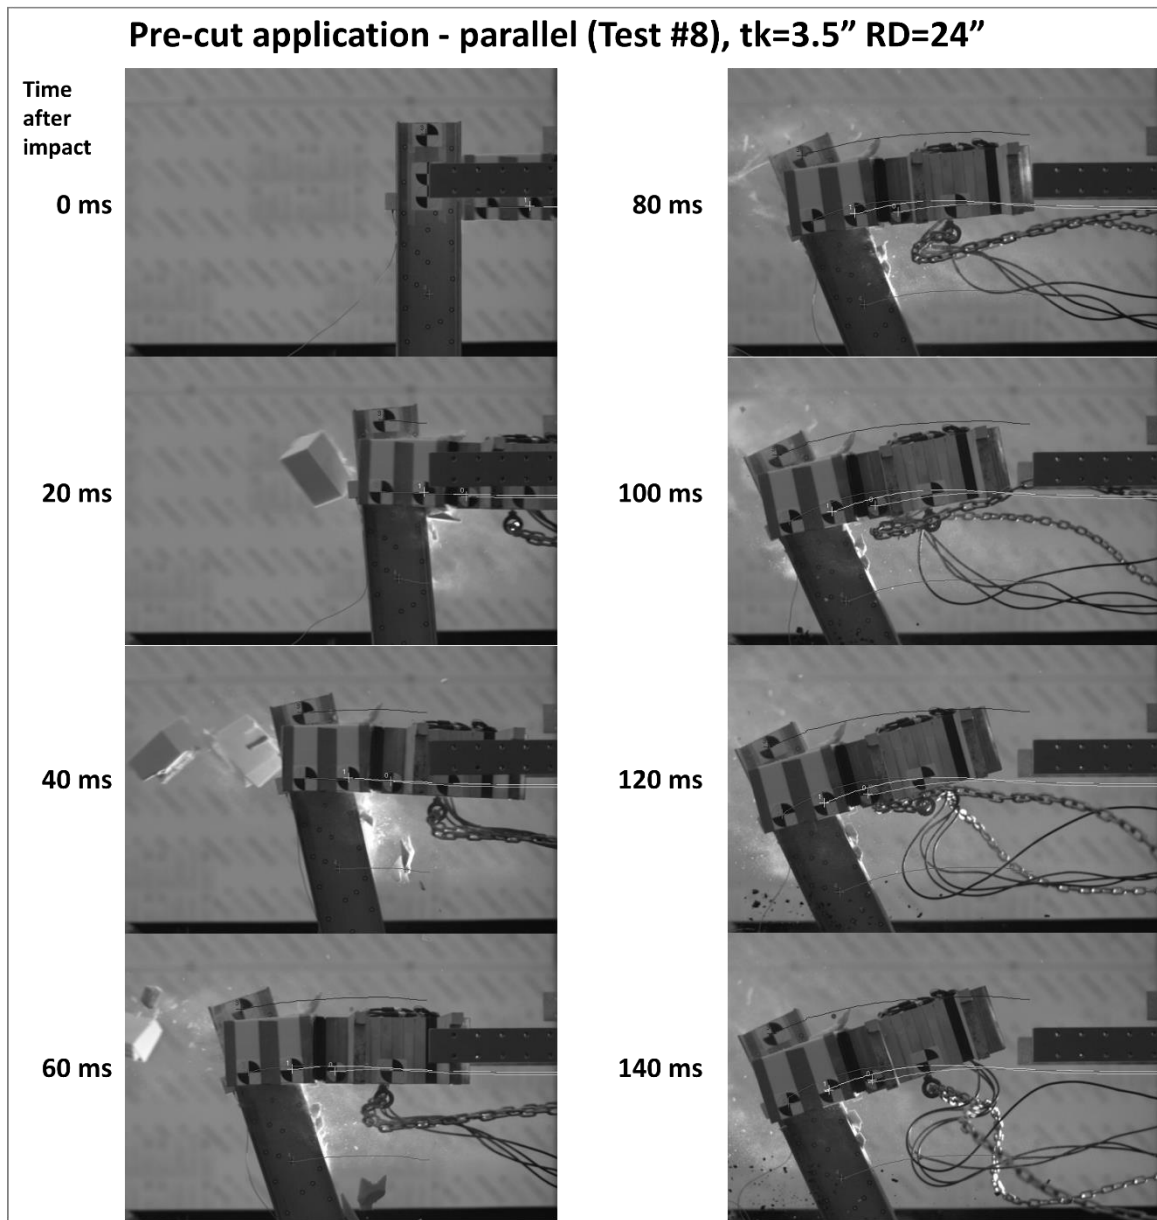 Pre-cut application - parallel (Test #8), tk=3.5” RD=24”
Time
after
impact
0 ms
20 ms
40 ms
60 ms
80 ms
100 ms
120 ms
140 ms